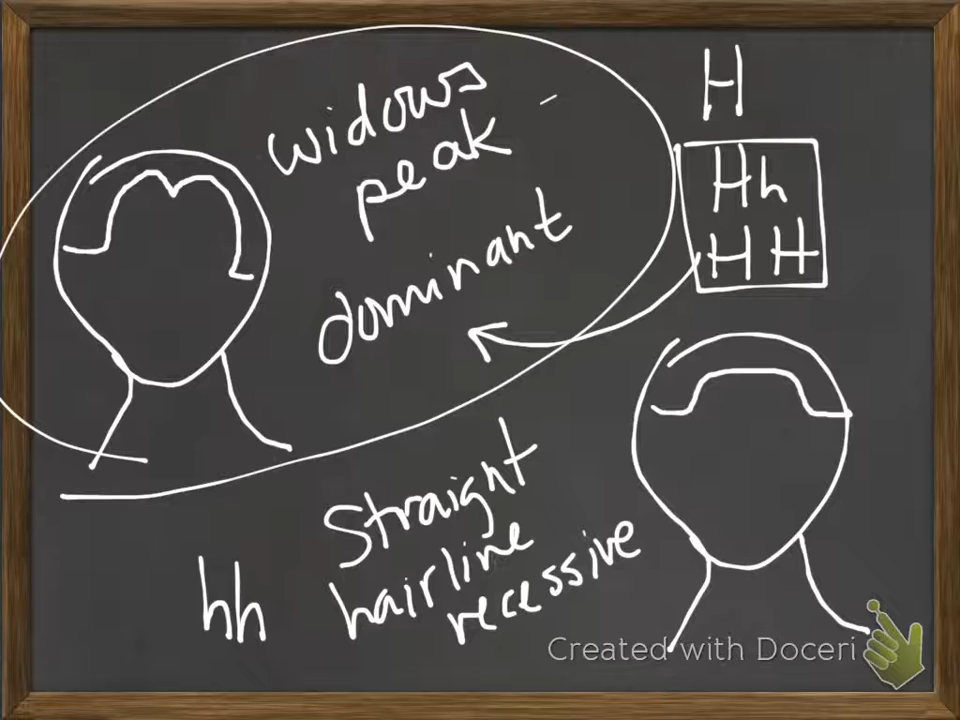 widows
peak
dominant
H
Hh
HH
Straight
hairline
recessive
hh
Created with Doceri